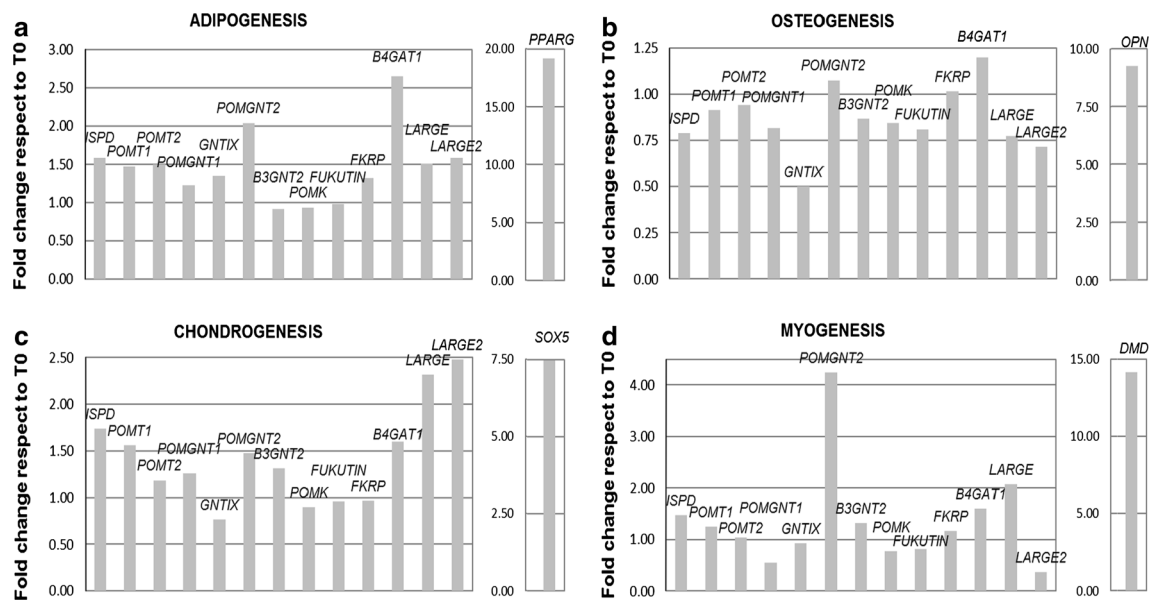 a
ADIPOGENESIS
Fold change respect to T0
3.00
2.50
2.00
1.50
1.00
0.50
0.00
ISPD
POMT1
POMT2
POMGNT1
GNTIX
POMGNT2
B3GNT2
POMK
FUKUTIN
FKRP
B4GAT1
LARGE
LARGE2
PPARG
20.00
15.00
10.00
5.00
0.00
b
OSTEOGENESIS
Fold change respect to T0
1.25
1.00
0.75
0.50
0.25
0.00
ISPD
POMT1
POMT2
POMGNT1
GNTIX
POMGNT2
B3GNT2
POMK
FUKUTIN
FKRP
B4GAT1
LARGE
LARGE2
OPN
10.00
7.50
5.00
2.50
0.00
c
CHONDROGENESIS
Fold change respect to T0
2.50
2.00
1.50
1.00
0.50
0.00
ISPD
POMT1
POMT2
POMGNT1
GNTIX
POMGNT2
B3GNT2
POMK
FUKUTIN
FKRP
B4GAT1
LARGE
LARGE2
SOX5
7.50
5.00
2.50
0.00
d
MYOGENESIS
Fold change respect to T0
4.00
3.00
2.00
1.00
0.00
ISPD
POMT1
POMT2
POMGNT1
GNTIX
POMGNT2
B3GNT2
POMK
FUKUTIN
FKRP
B4GAT1
LARGE
LARGE2
DMD
15.00
10.00
5.00
0.00